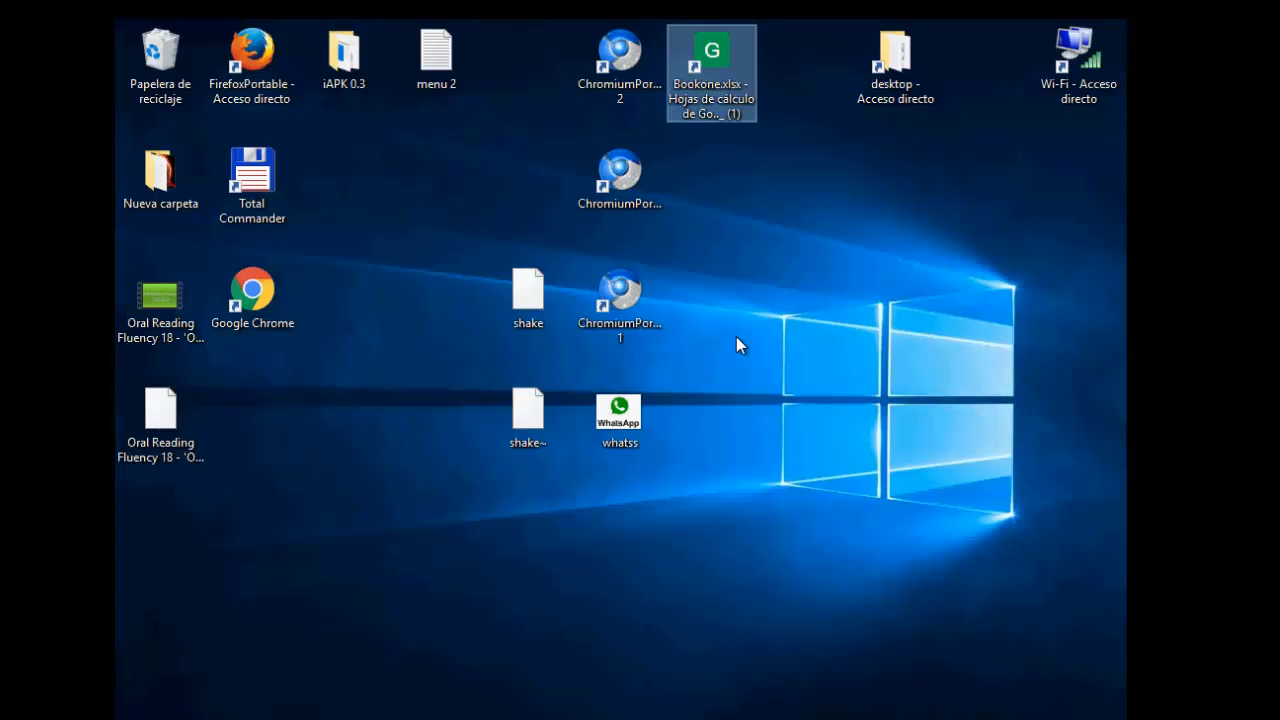 Papelera de
reciclaje
FirefoxPortable -
Acceso directo
iAPK 0.3
menu 2
ChromiumPor...
2
G
Bookone.xlsx -
Hojas de cálculo
de Go.._ (1)
desktop -
Acceso directo
Wi-Fi - Acceso
directo
Nueva carpeta
Total
Commander
ChromiumPor...
Oral Reading
Fluency 18 - 'O...
Google Chrome
shake
ChromiumPor...
1
Oral Reading
Fluency 18 - 'O...
shake~
WhatsApp
whatss